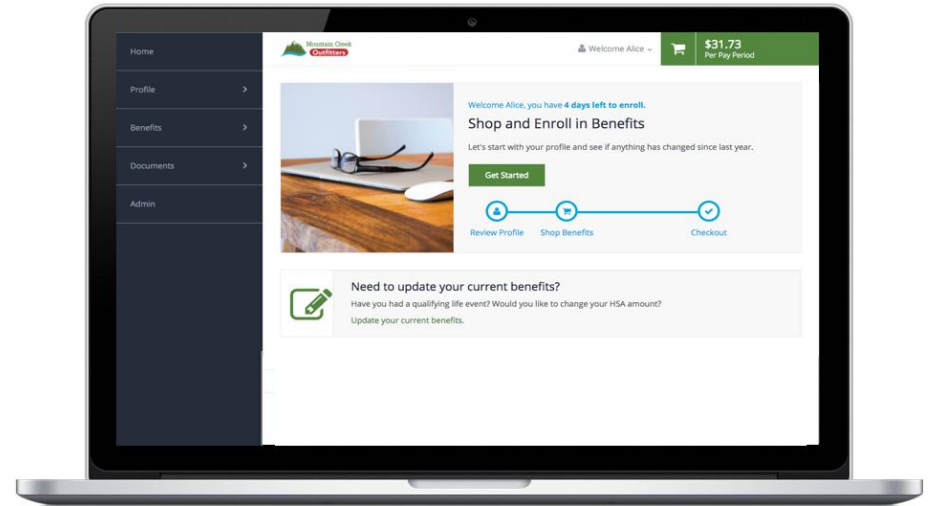 Home
Profile
Benefits
Documents
Admin
Mountain Creek
Outfitters
Welcome Alice
$31.73
Per Pay Period
Welcome Alice, you have 4 days left to enroll.
Shop and Enroll in Benefits
Let's start with your profile and see if anything has changed since last year.
Get Started
Review Profile
Shop Benefits
Checkout
Need to update your current benefits?
Have you had a qualifying life event? Would you like to change your HSA amount?
Update your current benefits.